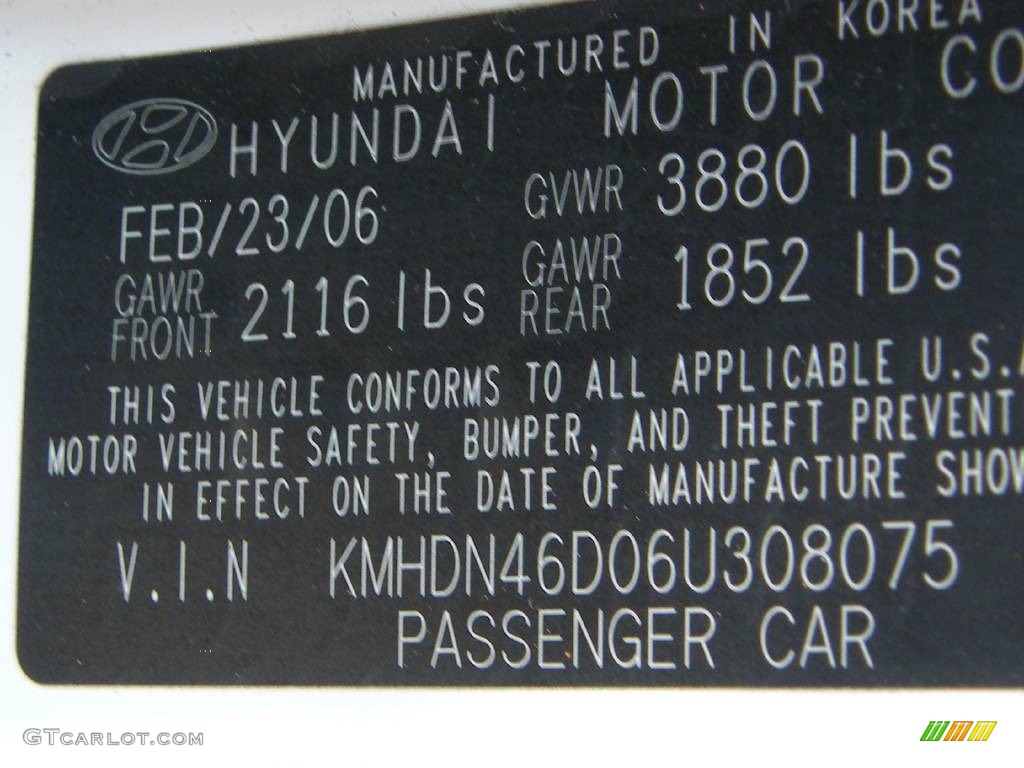 MANUFACTURED IN KOREA
HYUNDAI MOTOR CO
FEB/23/06 GVWR 3880 lbs
GAWR FRONT 2116 lbs GAWR REAR 1852 lbs
THIS VEHICLE CONFORMS TO ALL APPLICABLE U.S.A
MOTOR VEHICLE SAFETY, BUMPER, AND THEFT PREVENT
IN EFFECT ON THE DATE OF MANUFACTURE SHOW
V.I.N KMHDN46D06U308075
PASSENGER CAR
GTCARLOT.COM